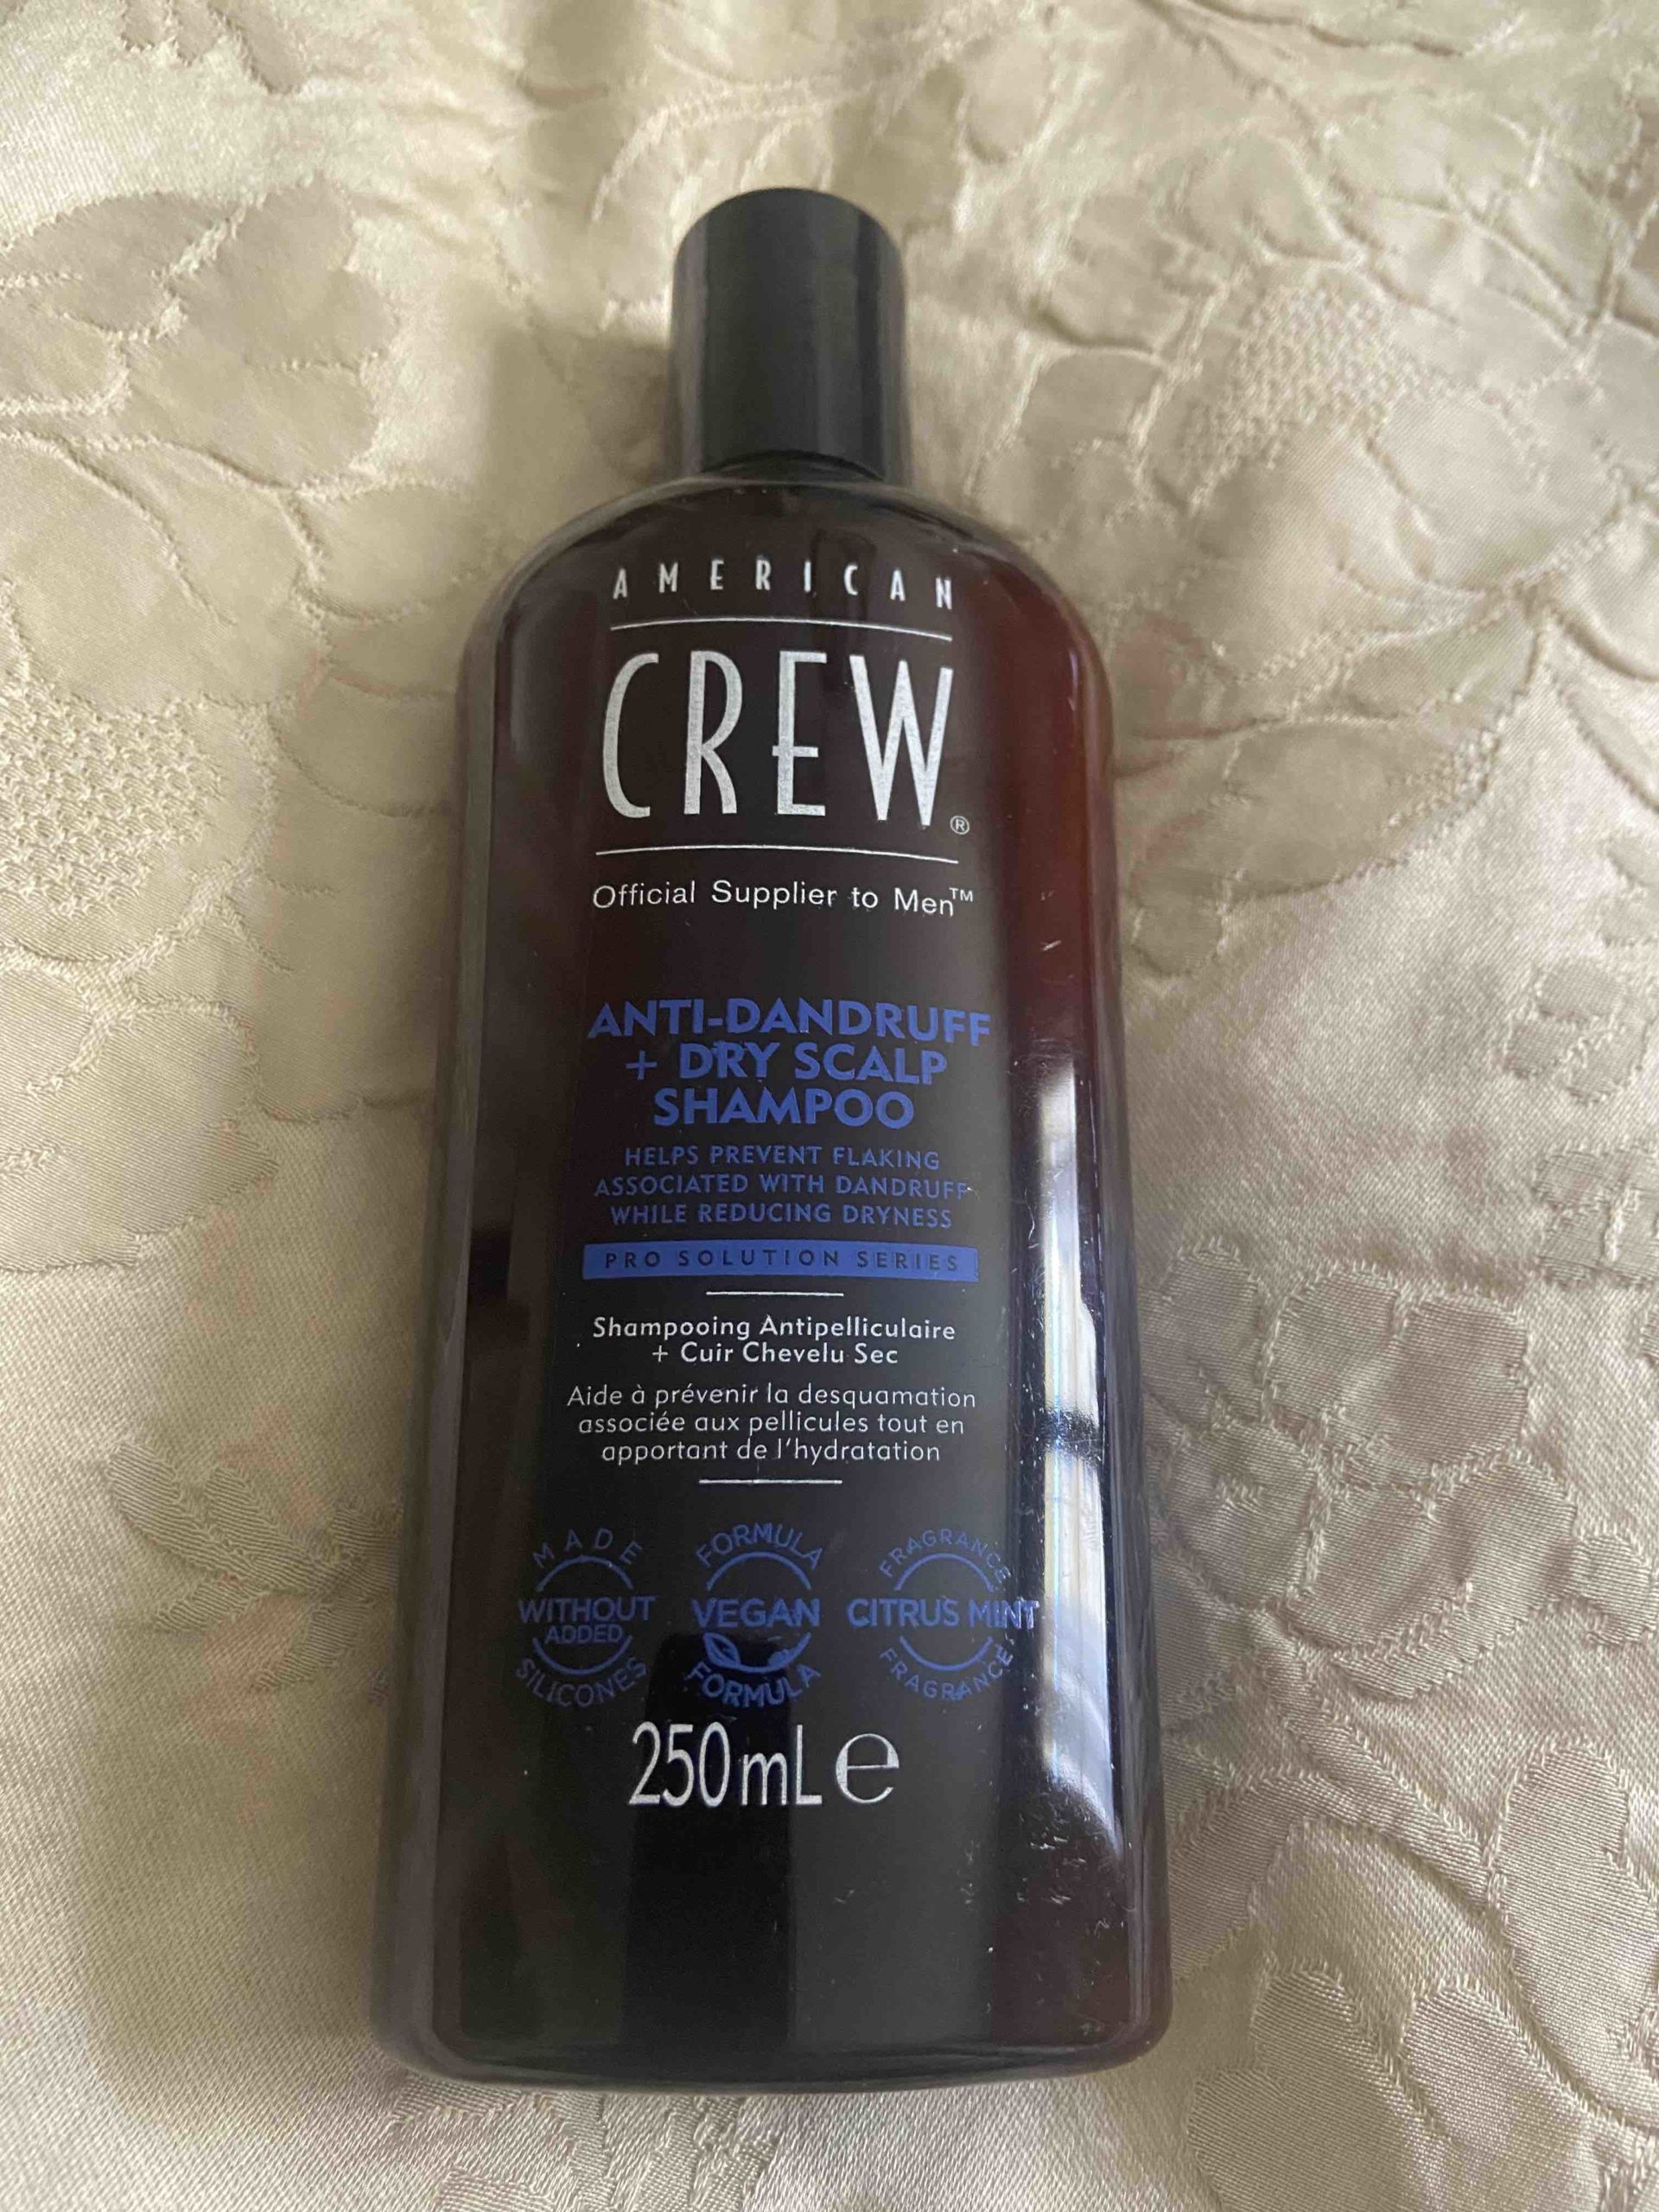 AMERICAN
CREW®
Official Supplier to Men™
ANTI-DANDRUFF
+ DRY SCALP
SHAMPOO
HELPS PREVENT FLAKING
ASSOCIATED WITH DANDRUFF
WHILE REDUCING DRYNESS
PRO SOLUTION SERIES
Shampooing Antipelliculaire
+ Cuir Chevelu Sec
Aide à prévenir la desquamation
associée aux pellicules tout en
apportant de l'hydratation
MADE
WITHOUT
ADDED
SILICONES
FORMULA
VEGAN
FORMULA
FRAGRANCE
CITRUS MINT
FRAGRANCE
250 mL ℮